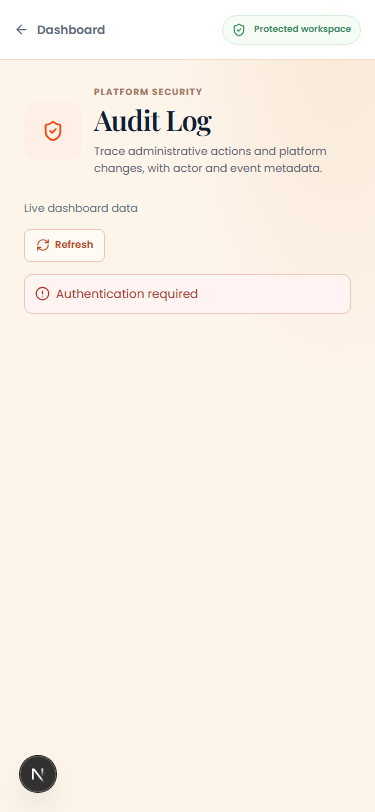 Dashboard
Protected workspace
PLATFORM SECURITY
Audit Log
Trace administrative actions and platform
changes, with actor and event metadata.
Live dashboard data
Refresh
Authentication required
N